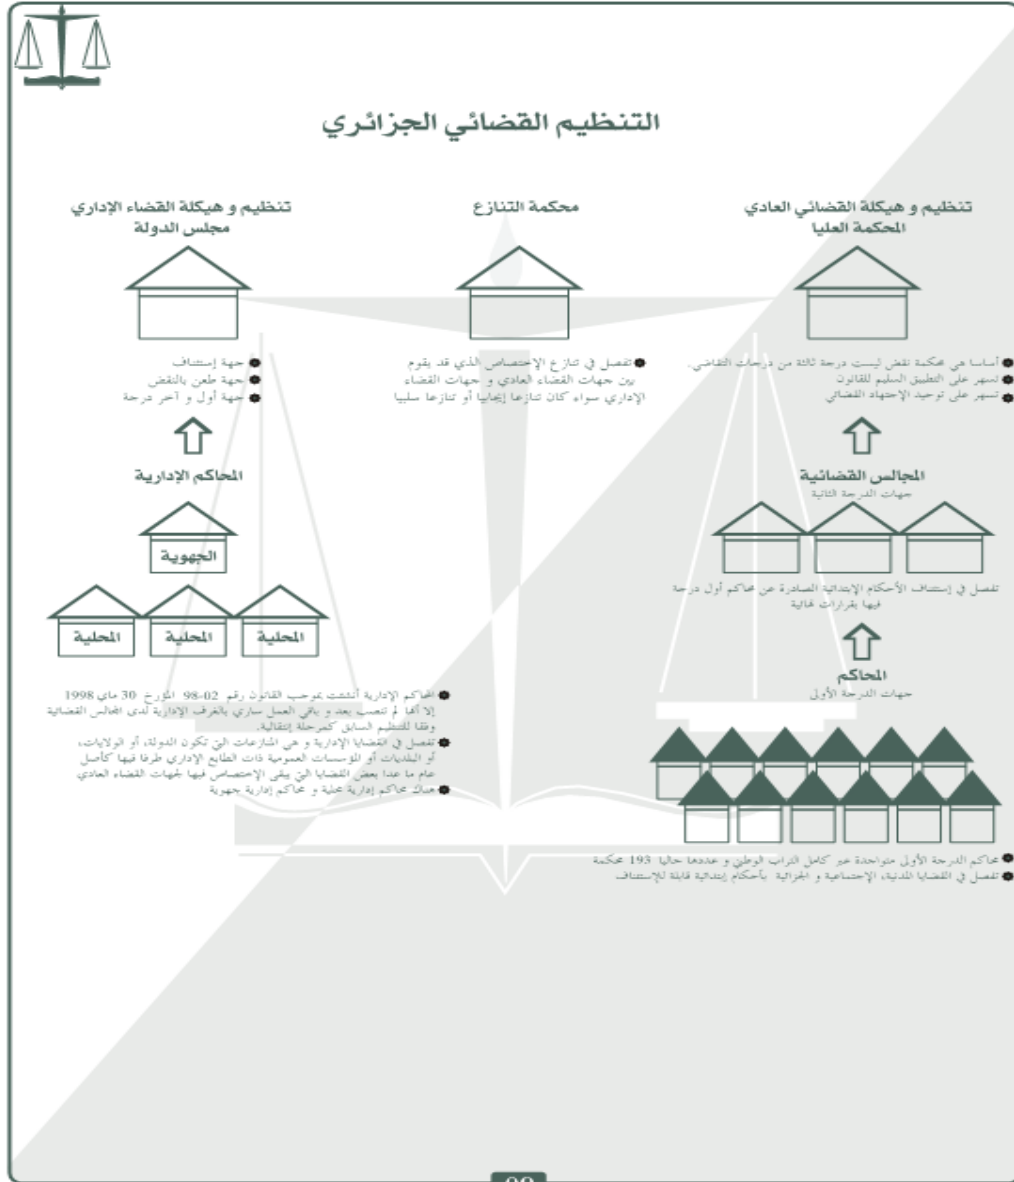 التنظيم القضائي الجزائري
تنظيم و هيكلة القضائي العادي
المحكمة العليا
أساسا هي محكمة نقض ليست درجة ثالثة من درجات التقاضي.
تسهر على التطبيق السليم للقانون
تسهر على توحيد الإجتهاد القضائي
المجالس القضائية
جهات الدرجة الثانية
تفصل في إستئناف الأحكام الإبتدائية الصادرة عن محاكم أول درجة
فيها بقرارات نهائية
المحاكم
جهات الدرجة الأولى
محاكم الدرجة الأولى متواجدة عبر كامل التراب الوطني و عددها حاليا 193 محكمة
تفصل في القضايا المدنية، الإجتماعية و الجزائية بأحكام إبتدائية قابلة للإستئناف.
محكمة التنازع
تفصل في تنازع الإختصاص الذي قد يقوم
بين جهات القضاء العادي و جهات القضاء
الإداري سواء كان تنازعا إيجابيا أو تنازعا سلبيا
تنظيم و هيكلة القضاء الإداري
مجلس الدولة
جهة إستئناف
جهة طعن بالنقض
جهة أول و آخر درجة
المحاكم الإدارية
الجهوية
المحلية
المحلية
المحلية
المحاكم الإدارية أنشئت بموجب القانون رقم 02-98 المؤرخ 30 ماي 1998
إلا أنها لم تنصب بعد و باقي العمل ساري بالغرف الإدارية لدى المجالس القضائية
وفقا للتنظيم السابق كمرحلة إنتقالية.
تفصل في القضايا الإدارية و هي المنازعات التي تكون الدولة، أو الولايات،
أو البلديات أو المؤسسات العمومية ذات الطابع الإداري طرفا فيها كأصل
عام ما عدا بعض القضايا التي يبقى الإختصاص فيها لجهات القضاء العادي
هناك محاكم إدارية محلية و محاكم إدارية جهوية